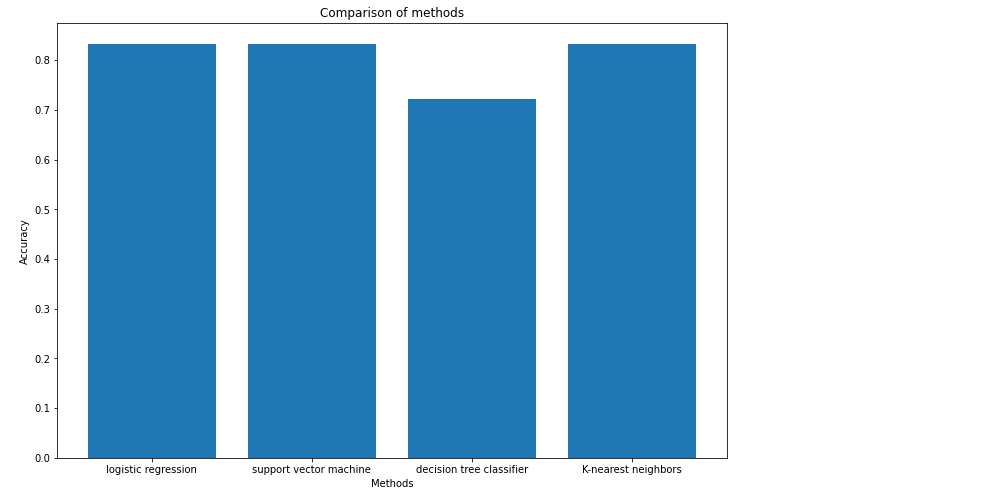 Comparison of methods
Accuracy
0.8
0.7
0.6
0.5
0.4
0.3
0.2
0.1
0.0
logistic regression support vector machine decision tree classifier K-nearest neighbors
Methods